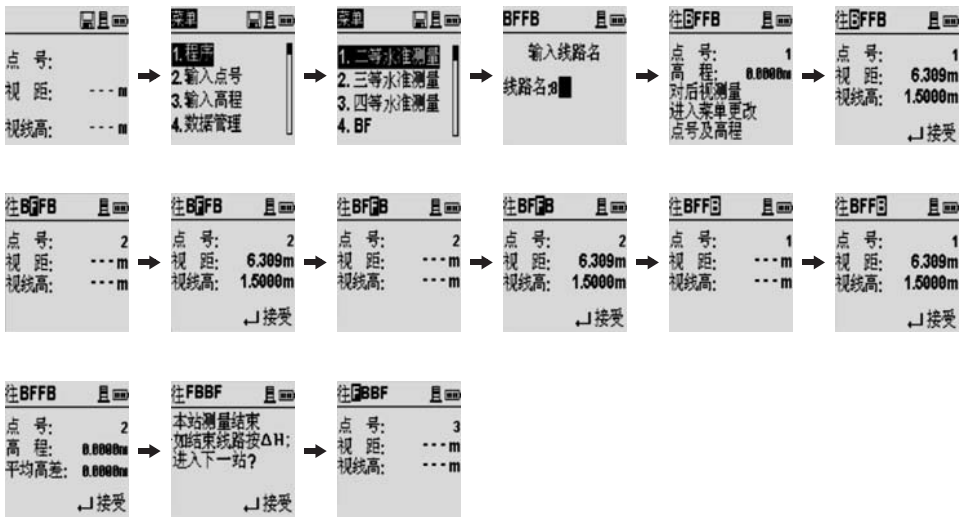 点 号:
视 距: --- m
视线高: --- m
菜单
1.程序
2.输入点号
3.输入高程
4.数据管理
菜单
1.二等水准测量
2.三等水准测量
3.四等水准测量
4.BF
BFFB
输入线路名
线路名:8
往BFFB
点 号: 1
高 程: 0.0000m
对后视测量
进入菜单更改
点号及高程
往BFFB
点 号: 1
视 距: 6.309m
视线高: 1.5000m
接受
往BFFB
点 号: 2
视 距: ---m
视线高: ---m
往BFFB
点 号: 2
视 距: 6.309m
视线高: 1.5000m
接受
往BFFB
点 号: 2
视 距: ---m
视线高: ---m
往BFFB
点 号: 2
视 距: 6.309m
视线高: 1.5000m
接受
往BFFB
点 号: 1
视 距: ---m
视线高: ---m
往BFFB
点 号: 1
视 距: 6.309m
视线高: 1.5000m
接受
往BFFB
点 号: 2
高 程: 0.0000m
平均高差: 0.0000m
接受
往FBBF
本站测量结束
如结束线路按ΔH;
进入下一站?
接受
往FBBF
点 号: 3
视 距: ---m
视线高: ---m